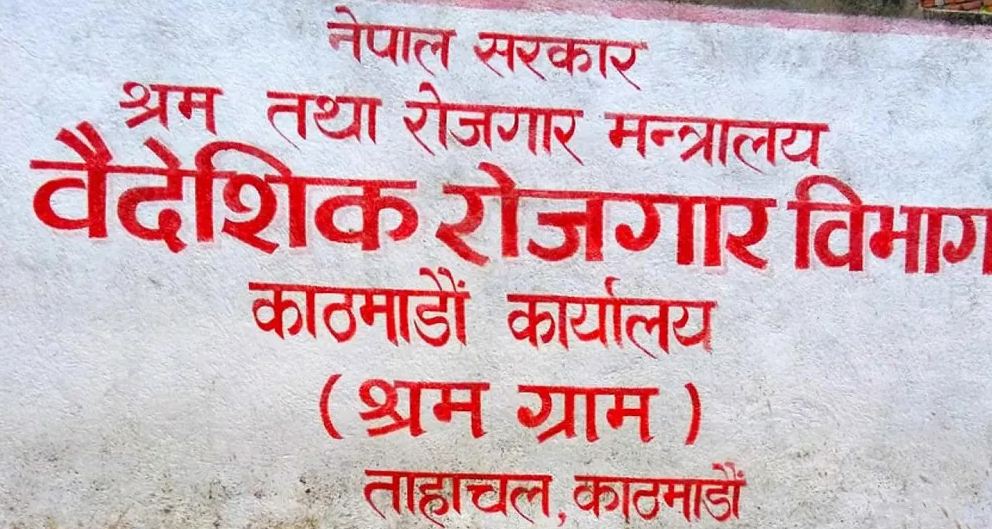 नेपाल सरकार
श्रम तथा रोजगार मन्त्रालय
वैदेशिक रोजगार विभाग
काठमाडौं कार्यालय
( श्रम ग्राम )
ताहाचल, काठमाडौं